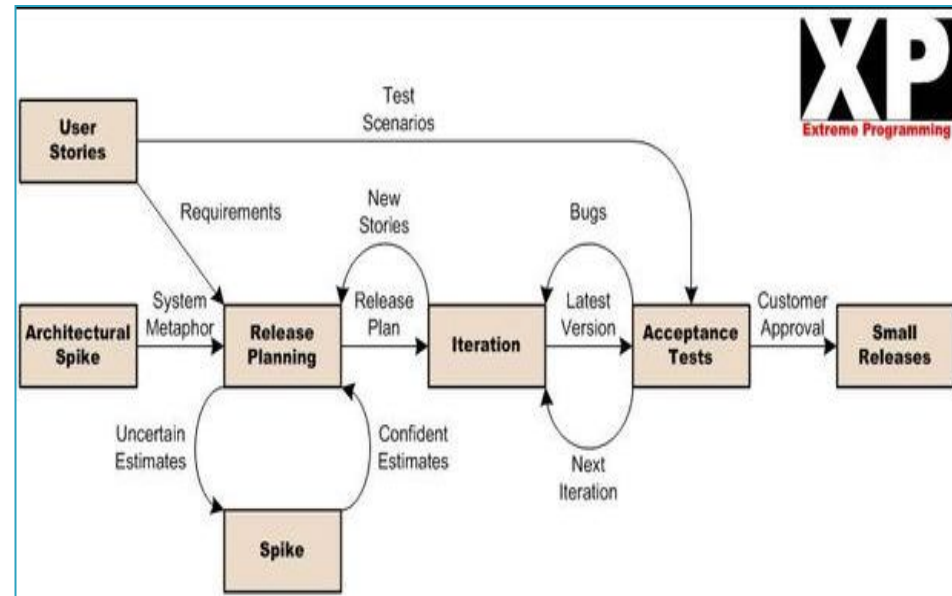 XP
Extreme Programming
Test
Scenarios
User
Stories
Requirements
New
Stories
Bugs
Architectural
Spike
System
Metaphor
Release
Planning
Release
Plan
Iteration
Latest
Version
Acceptance
Tests
Customer
Approval
Small
Releases
Uncertain
Estimates
Confident
Estimates
Next
Iteration
Spike